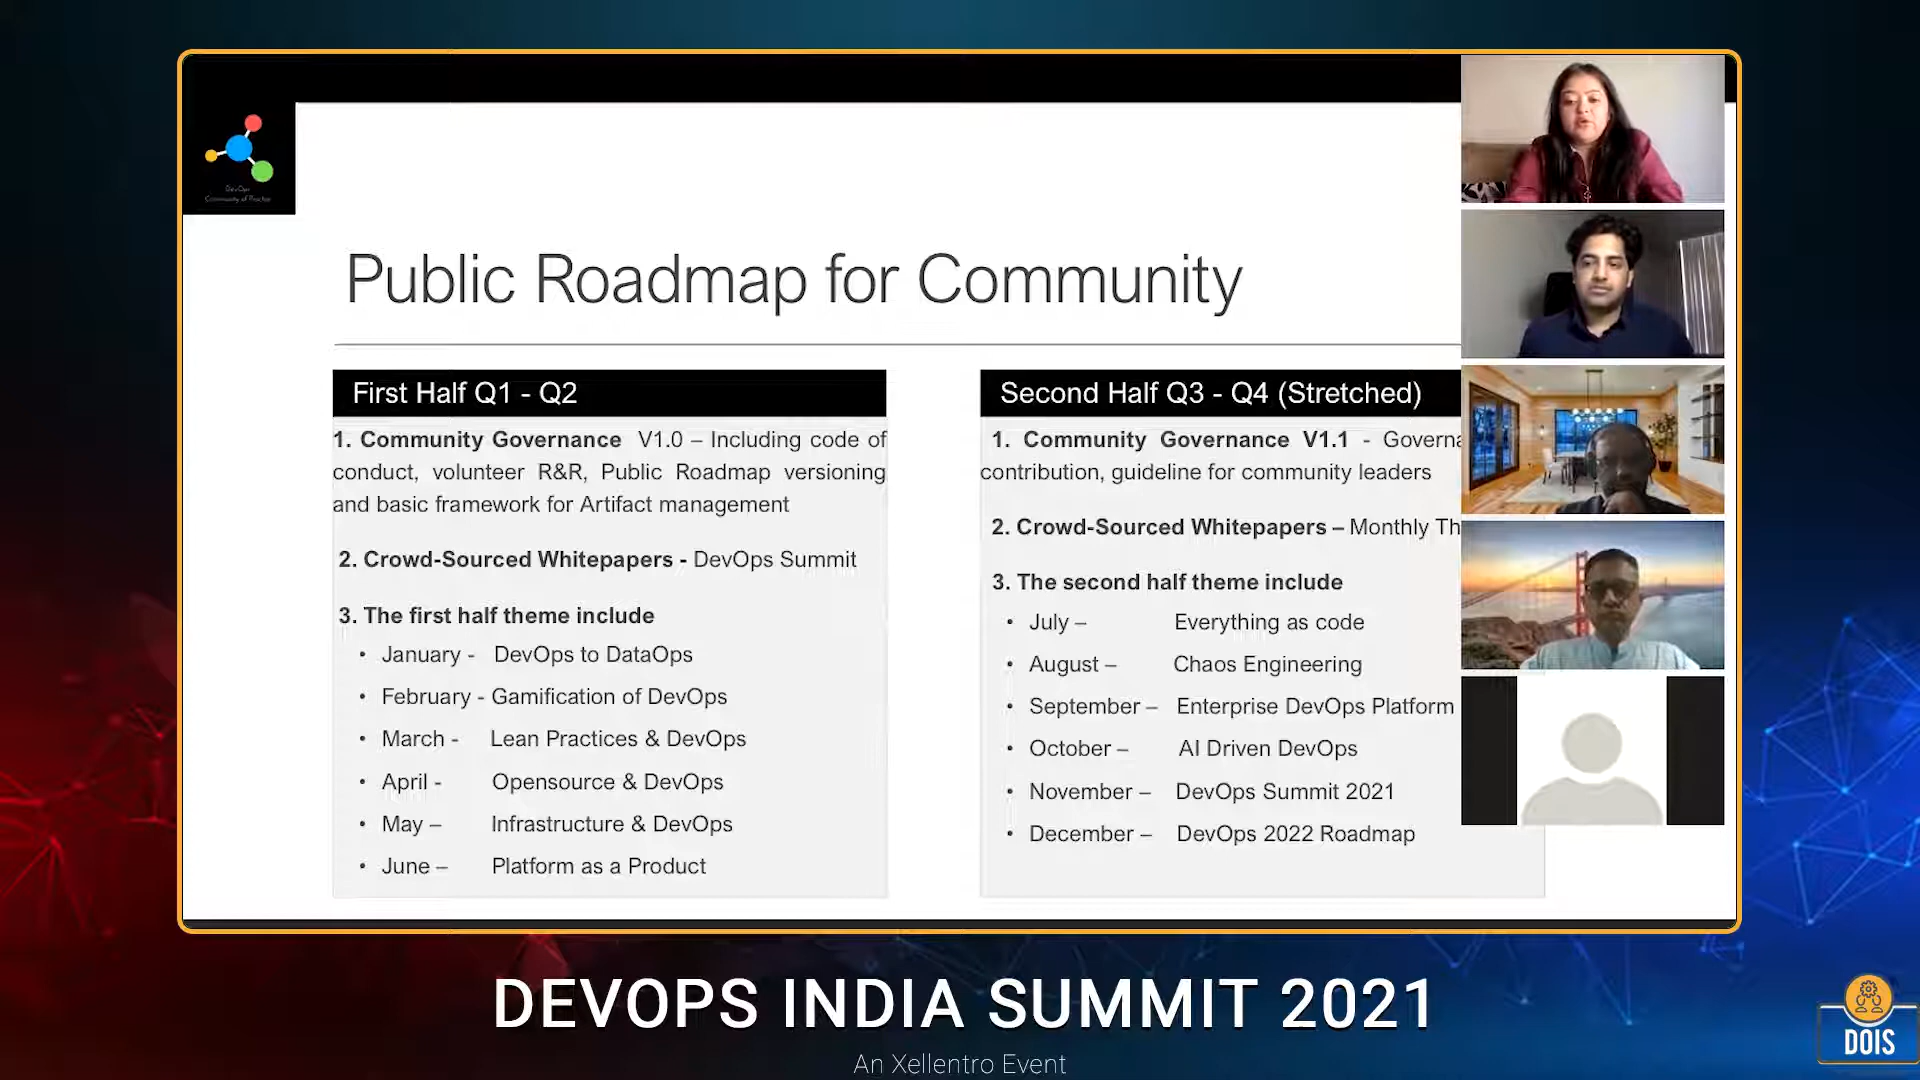 DevOps
Community of Practice
Public Roadmap for Community
First Half Q1 - Q2
1. Community Governance V1.0 – Including code of
conduct, volunteer R&R, Public Roadmap versioning
and basic framework for Artifact management
2. Crowd-Sourced Whitepapers - DevOps Summit
3. The first half theme include
• January - DevOps to DataOps
• February - Gamification of DevOps
• March - Lean Practices & DevOps
• April - Opensource & DevOps
• May – Infrastructure & DevOps
• June – Platform as a Product
Second Half Q3 - Q4 (Stretched)
1. Community Governance V1.1 - Governa
contribution, guideline for community leaders
2. Crowd-Sourced Whitepapers – Monthly Th
3. The second half theme include
• July – Everything as code
• August – Chaos Engineering
• September – Enterprise DevOps Platform
• October – AI Driven DevOps
• November – DevOps Summit 2021
• December – DevOps 2022 Roadmap
DEVOPS INDIA SUMMIT 2021
An Xellentro Event
DOIS